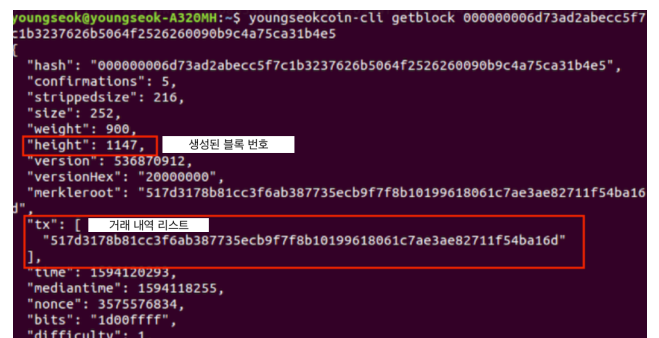 youngseok@youngseok-A320MH:~$ youngseokcoin-cli getblock 000000006d73ad2abecc5f7
c1b3237626b5064f2526260090b9c4a75ca31b4e5
{
"hash": "000000006d73ad2abecc5f7c1b3237626b5064f2526260090b9c4a75ca31b4e5",
"confirmations": 5,
"strippedsize": 216,
"size": 252,
"weight": 900,
"height": 1147, 생성된 블록 번호
"version": 536870912,
"versionHex": "20000000",
"merkleroot": "517d3178b81cc3f6ab387735ecb9f7f8b10199618061c7ae3ae82711f54ba16
d",
"tx": [ 거래 내역 리스트
"517d3178b81cc3f6ab387735ecb9f7f8b10199618061c7ae3ae82711f54ba16d"
],
"time": 1594120293,
"mediantime": 1594118255,
"nonce": 3575576834,
"bits": "1d00ffff",
"difficulty": 1